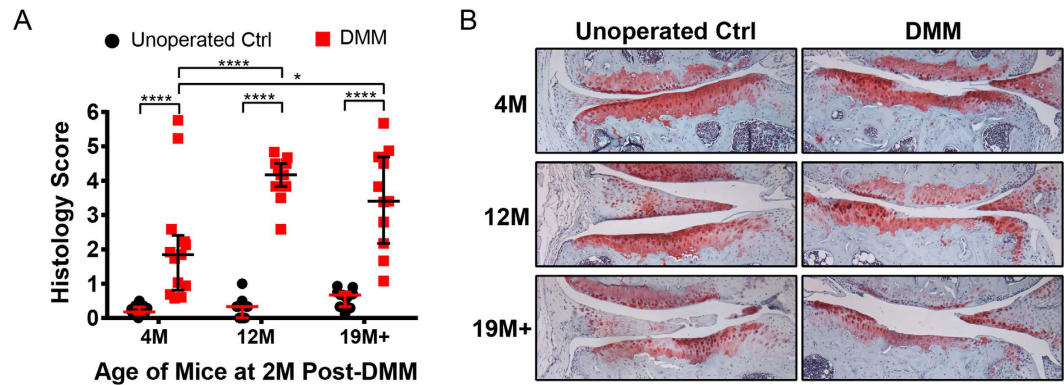 A
Unoperated Ctrl DMM
****
*
**** **** ****
6
5
4
3
2
1
0
Histology Score
4M 12M 19M+
Age of Mice at 2M Post-DMM
B
Unoperated Ctrl DMM
4M
12M
19M+